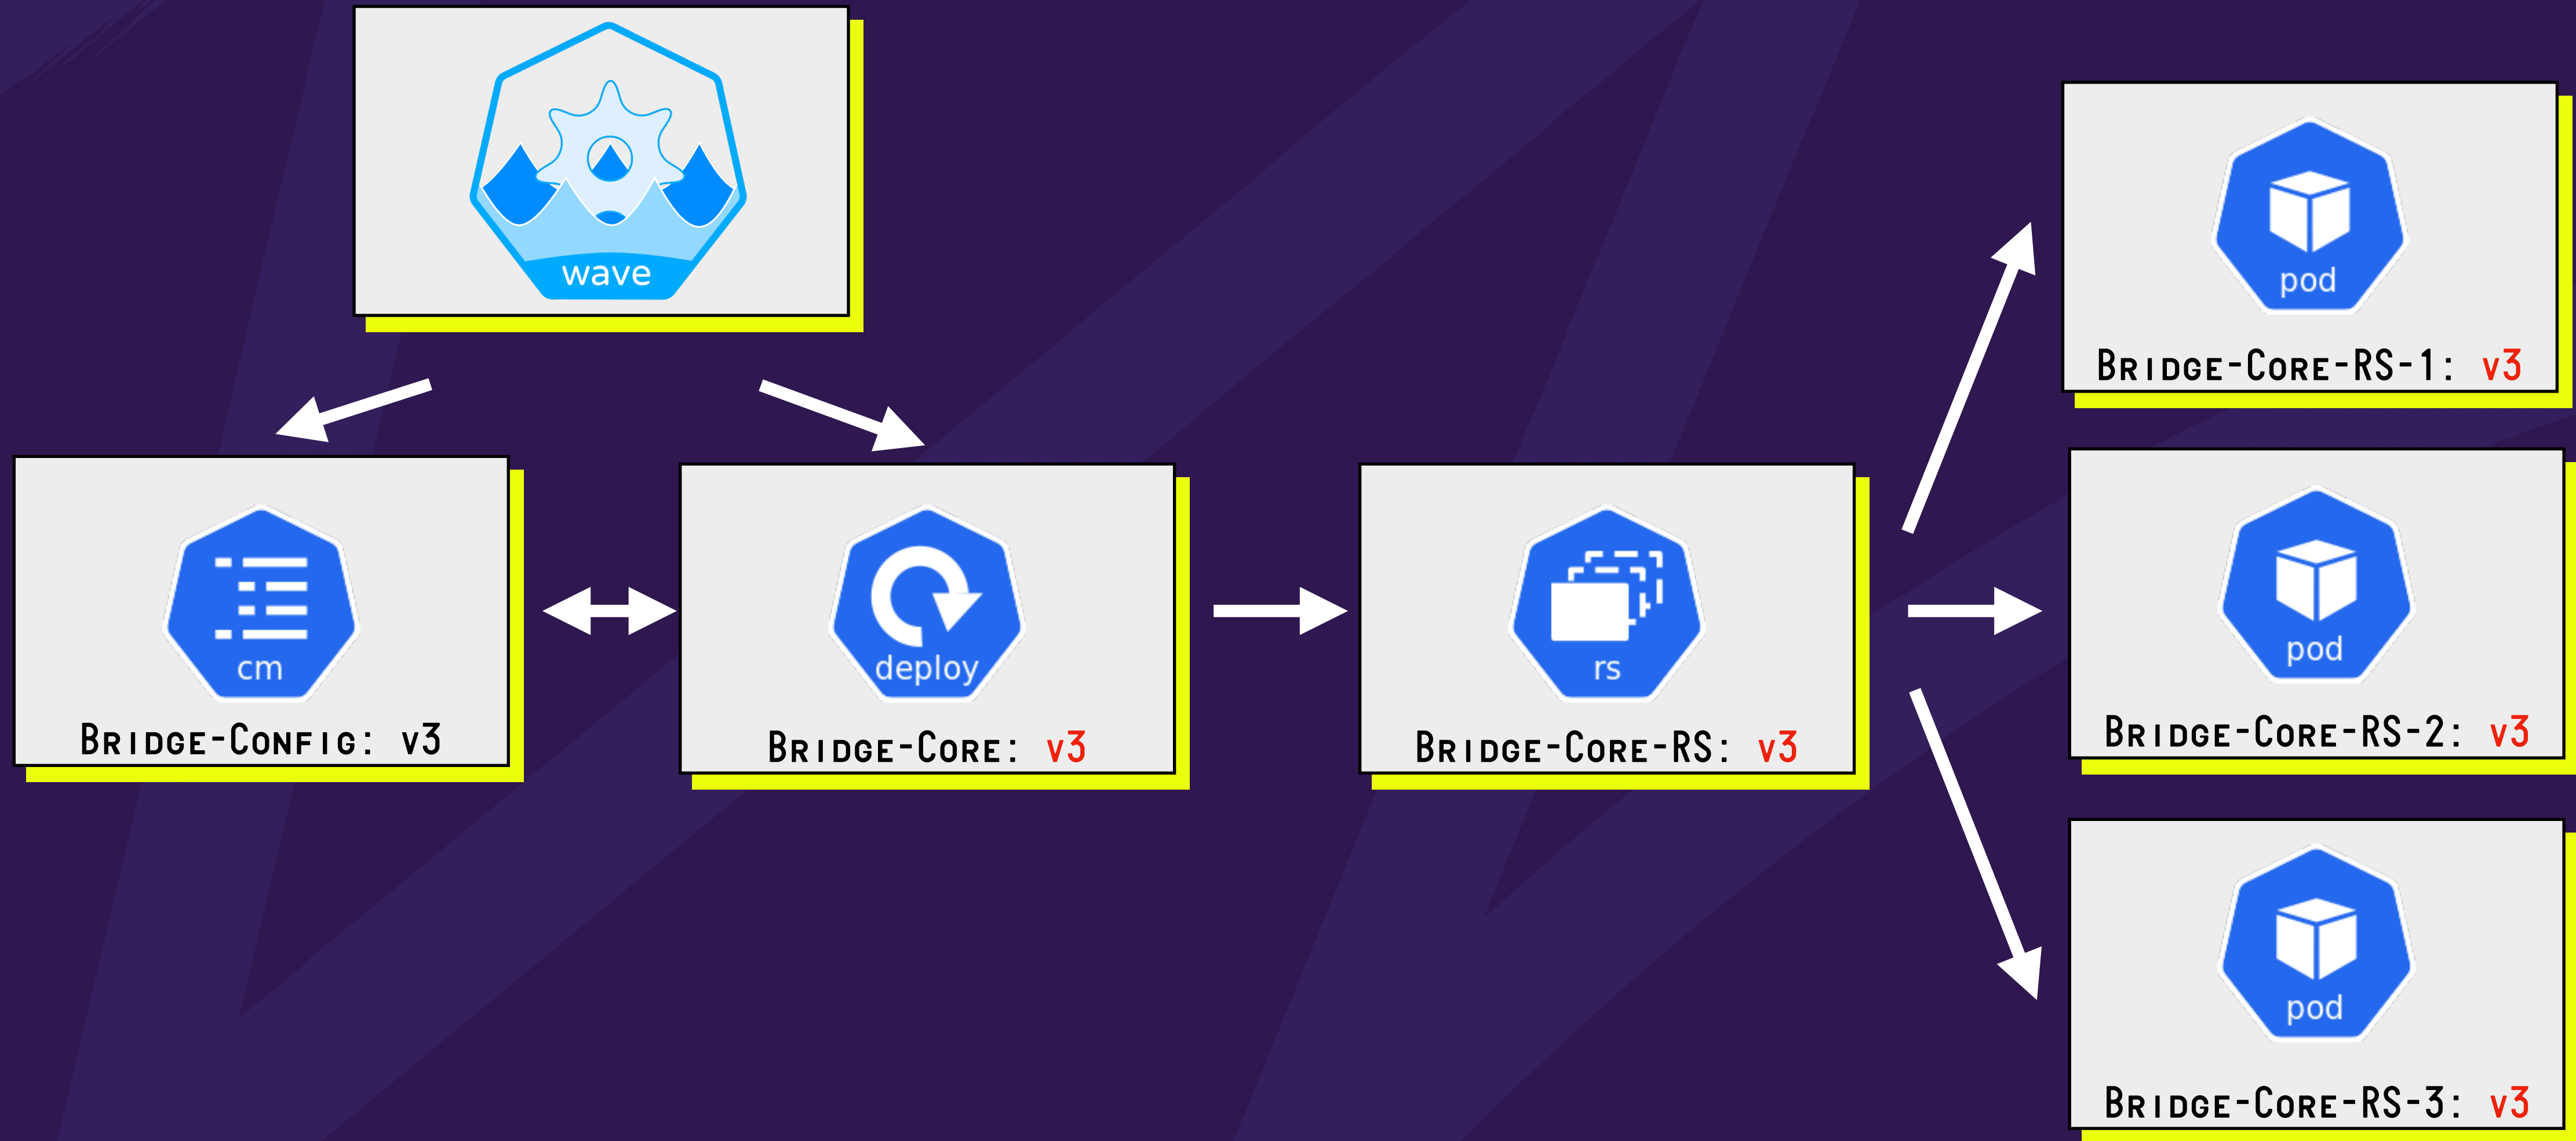 wave
cm
Bridge-Config: v3
deploy
Bridge-Core: v3
rs
Bridge-Core-RS: v3
pod
Bridge-Core-RS-1: v3
pod
Bridge-Core-RS-2: v3
pod
Bridge-Core-RS-3: v3